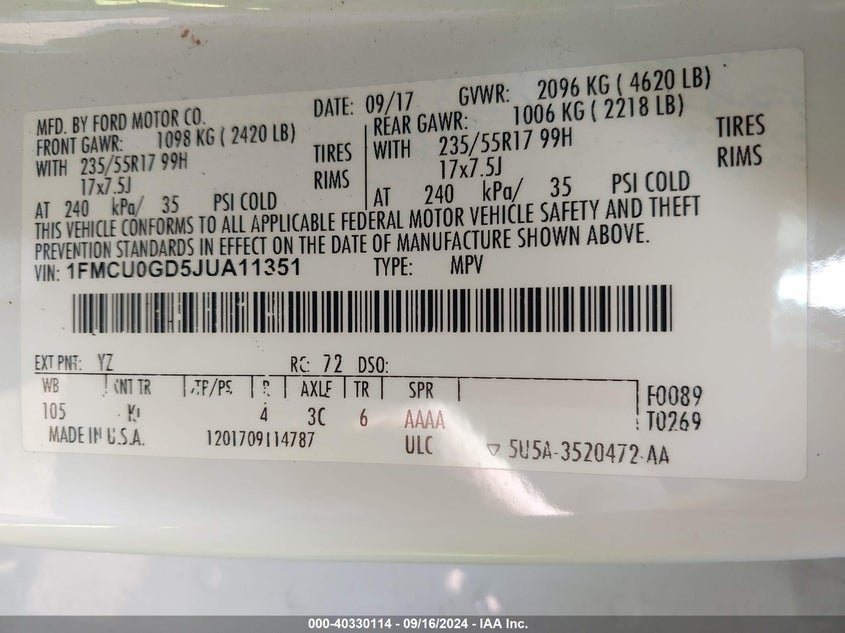 MFD. BY FORD MOTOR CO. DATE: 09/17 GVWR: 2096 KG ( 4620 LB)
FRONT GAWR: 1098 KG ( 2420 LB) REAR GAWR: 1006 KG ( 2218 LB)
WITH 235/55R17 99H TIRES WITH 235/55R17 99H TIRES
17x7.5J RIMS 17x7.5J RIMS
AT 240 kPa/ 35 PSI COLD AT 240 kPa/ 35 PSI COLD
THIS VEHICLE CONFORMS TO ALL APPLICABLE FEDERAL MOTOR VEHICLE SAFETY AND THEFT
PREVENTION STANDARDS IN EFFECT ON THE DATE OF MANUFACTURE SHOWN ABOVE.
VIN: 1FMCU0GD5JUA11351 TYPE: MPV
EXT PNT: YZ RC: 72 DSO:
WB INT TR TP/PS R AXLE TR SPR F0089
105 4 3C 6 AAAA T0269
MADE IN U.S.A. 1201709114787 ULC 5U5A-3520472-AA
000-40330114 - 09/16/2024 - IAA Inc.